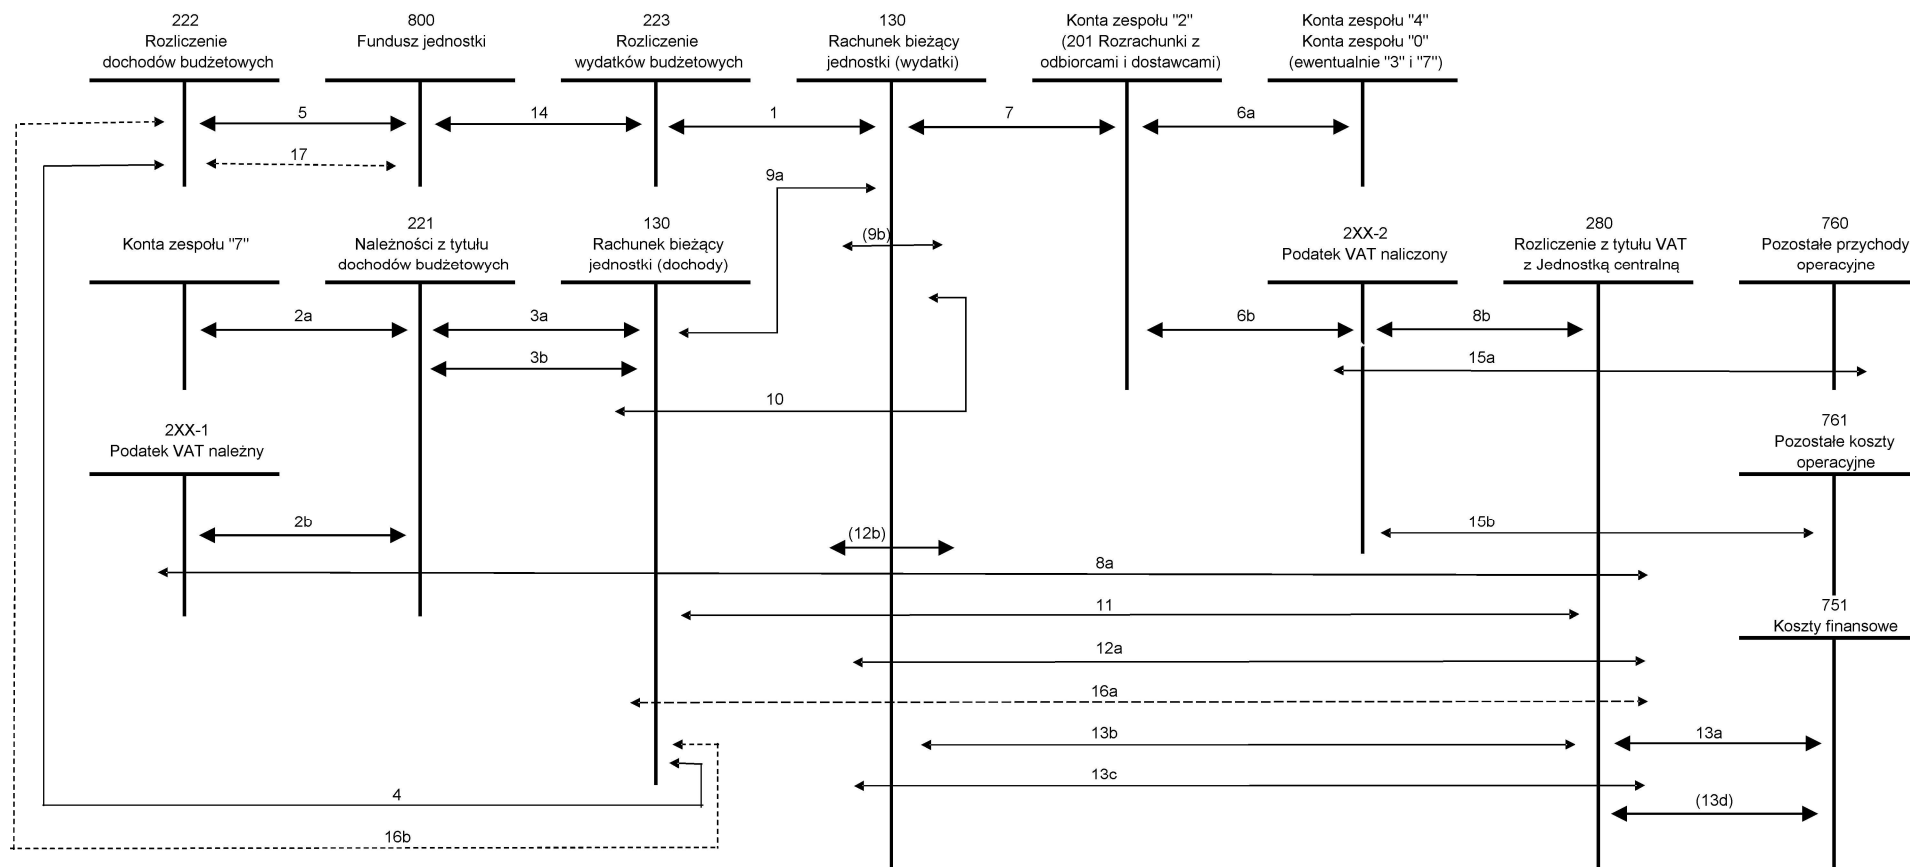 222
Rozliczenie
dochodów budżetowych
800
Fundusz jednostki
223
Rozliczenie
wydatków budżetowych
130
Rachunek bieżący
jednostki (wydatki)
Konta zespołu "2"
(201 Rozrachunki z
odbiorcami i dostawcami)
Konta zespołu "4"
Konta zespołu "0"
(ewentualnie "3" i "7")
5
14
1
7
6a
17
9a
Konta zespołu "7"
221
Należności z tytułu
dochodów budżetowych
130
Rachunek bieżący
jednostki (dochody)
(9b)
2XX-2
Podatek VAT naliczony
280
Rozliczenie z tytułu VAT
z Jednostką centralną
760
Pozostałe przychody
operacyjne
2a
3a
6b
8b
3b
15a
10
2XX-1
Podatek VAT należny
761
Pozostałe koszty
operacyjne
2b
(12b)
15b
8a
11
751
Koszty finansowe
12a
16a
13b
13a
13c
4
(13d)
16b